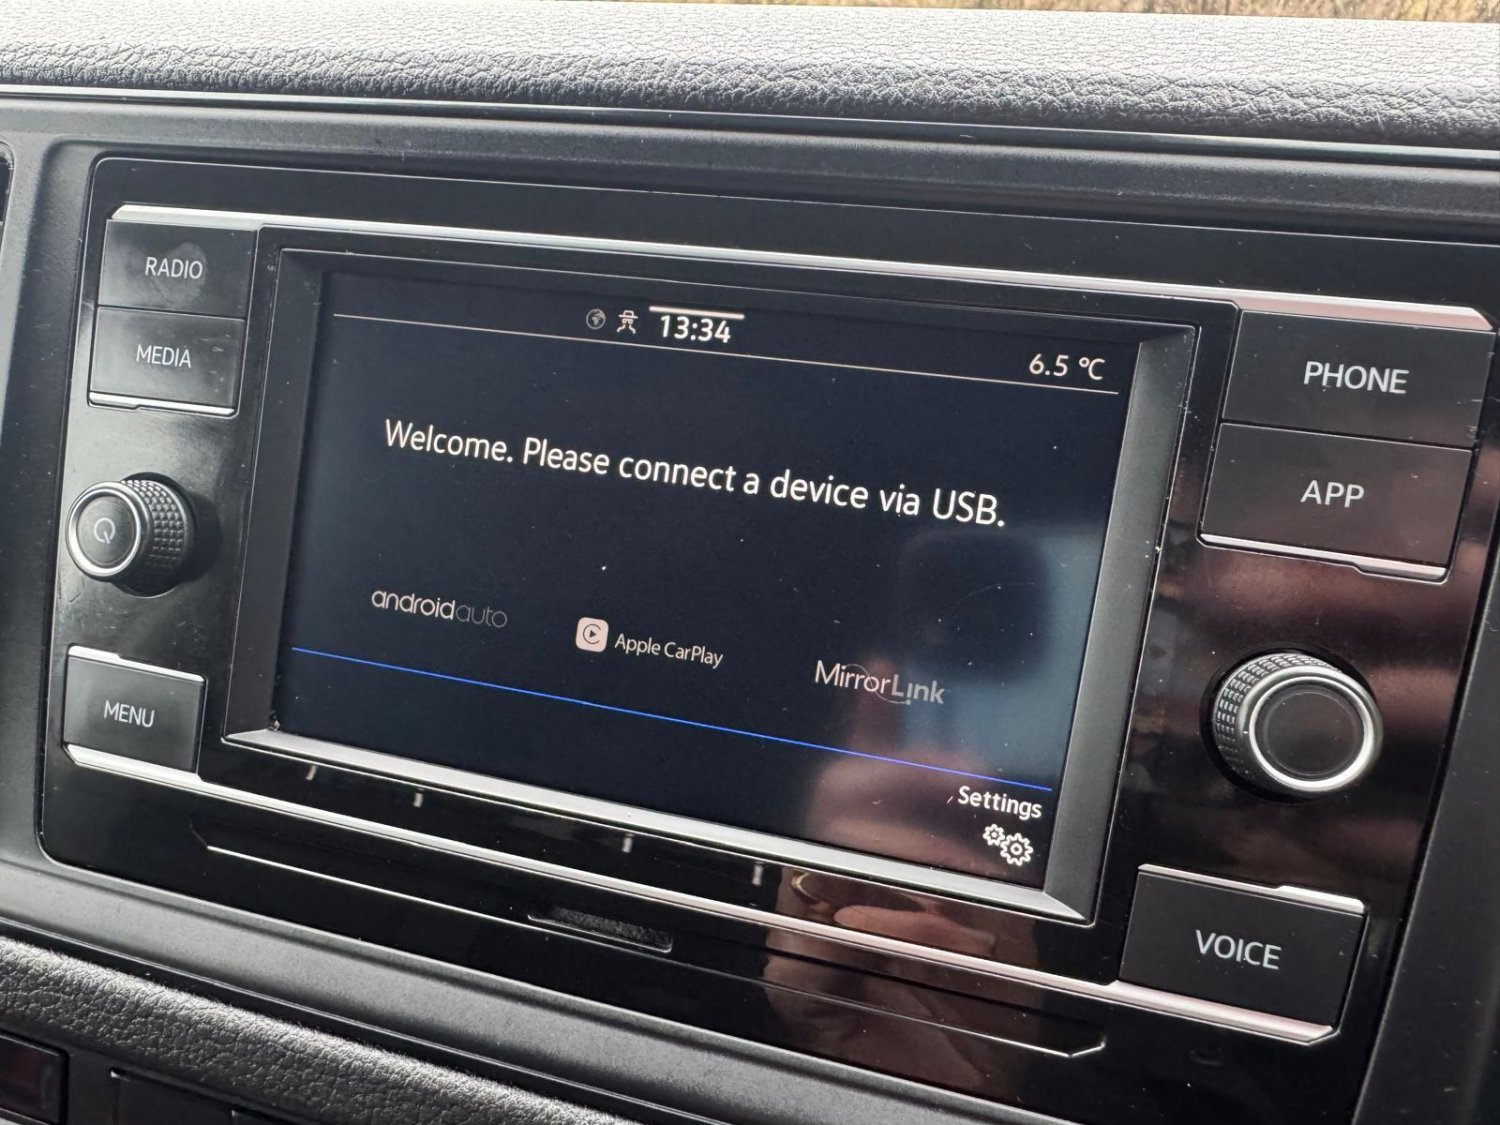 RADIO
MEDIA
MENU
13:34
6.5 °C
Welcome. Please connect a device via USB.
androidauto
Apple CarPlay
MirrorLink
Settings
PHONE
APP
VOICE